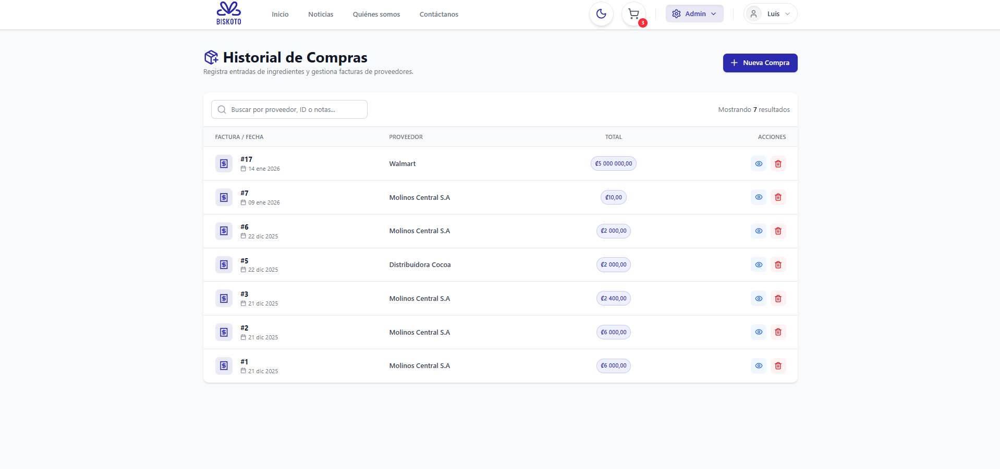 BISKOTO
Inicio
Noticias
Quiénes somos
Contáctanos
3
Admin
Luis
Historial de Compras
Registra entradas de ingredientes y gestiona facturas de proveedores.
Nueva Compra
Buscar por proveedor, ID o notas...
Mostrando 7 resultados
FACTURA / FECHA
PROVEEDOR
TOTAL
ACCIONES
#17
14 ene 2026
Walmart
₡5 000 000,00
#7
09 ene 2026
Molinos Central S.A
₡10,00
#6
22 dic 2025
Molinos Central S.A
₡2 000,00
#5
22 dic 2025
Distribuidora Cocoa
₡2 000,00
#3
21 dic 2025
Molinos Central S.A
₡2 400,00
#2
21 dic 2025
Molinos Central S.A
₡6 000,00
#1
21 dic 2025
Molinos Central S.A
₡6 000,00